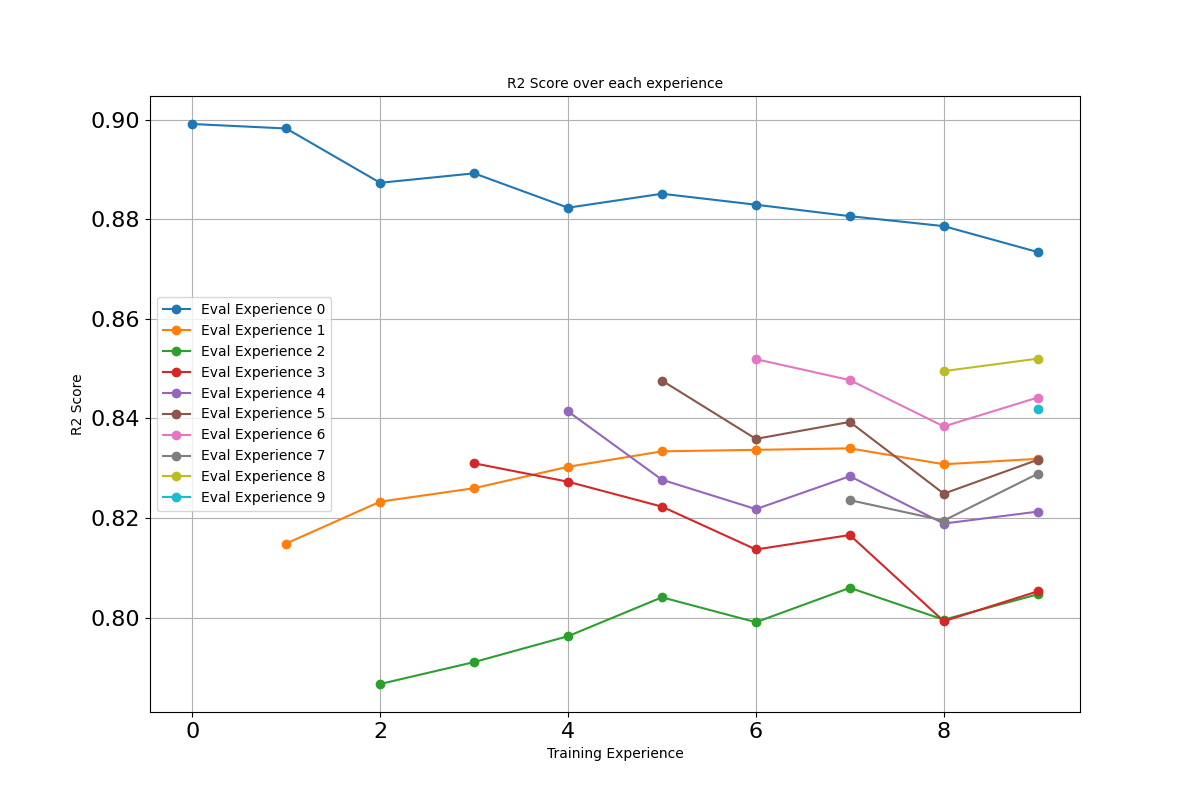 R2 Score over each experience
0.90
0.88
0.86
0.84
0.82
0.80
R2 Score
Eval Experience 0
Eval Experience 1
Eval Experience 2
Eval Experience 3
Eval Experience 4
Eval Experience 5
Eval Experience 6
Eval Experience 7
Eval Experience 8
Eval Experience 9
0 2 4 6 8
Training Experience